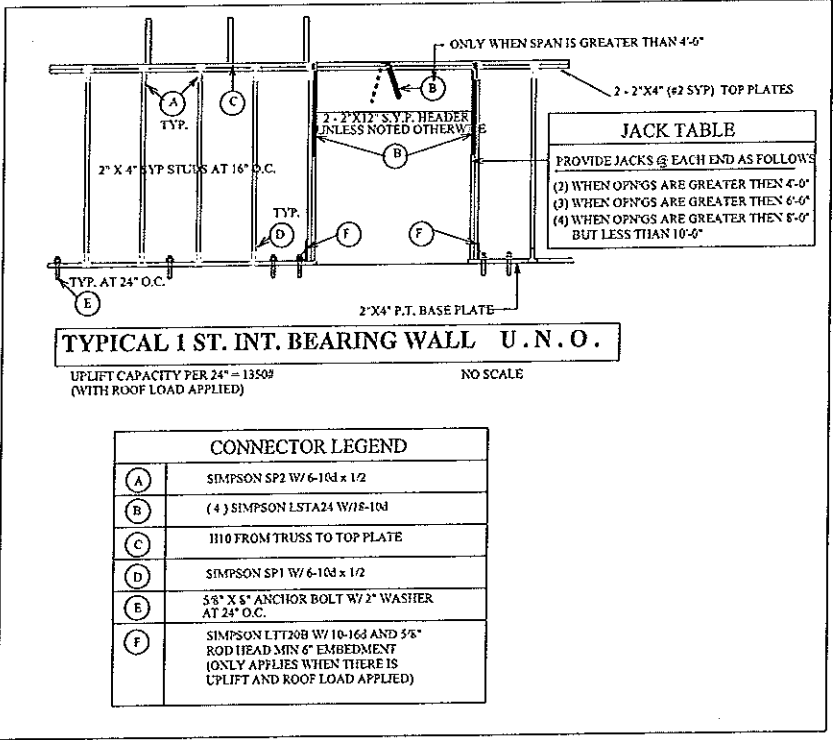 ONLY WHEN SPAN IS GREATER THAN 4'-0"
B
A
TYP.
C
2 - 2"X4" (#2 SYP) TOP PLATES
2 - 2"X12" S.Y.P. HEADER
UNLESS NOTED OTHERWISE
B
2" X 4" SYP STUDS AT 16" O.C.
JACK TABLE
PROVIDE JACKS @ EACH END AS FOLLOWS
(2) WHEN OPN'GS ARE GREATER THEN 4'-0"
(3) WHEN OPN'GS ARE GREATER THEN 6'-0"
(4) WHEN OPN'GS ARE GREATER THEN 8'-0"
BUT LESS THAN 10'-0"
TYP.
D
F
F
TYP. AT 24" O.C.
E
2"X4" P.T. BASE PLATE
TYPICAL 1 ST. INT. BEARING WALL U.N.O.
UPLIFT CAPACITY PER 24" = 1350#
(WITH ROOF LOAD APPLIED)
NO SCALE
CONNECTOR LEGEND
A SIMPSON SP2 W/ 6-10d x 1/2
B ( 4 ) SIMPSON LSTA24 W/18-10d
C H10 FROM TRUSS TO TOP PLATE
D SIMPSON SP1 W/ 6-10d x 1/2
E 5/8" X 8" ANCHOR BOLT W/ 2" WASHER
AT 24" O.C.
F SIMPSON LTT20B W/ 10-16d AND 5/8"
ROD HEAD MIN 6" EMBEDMENT
(ONLY APPLIES WHEN THERE IS
UPLIFT AND ROOF LOAD APPLIED)